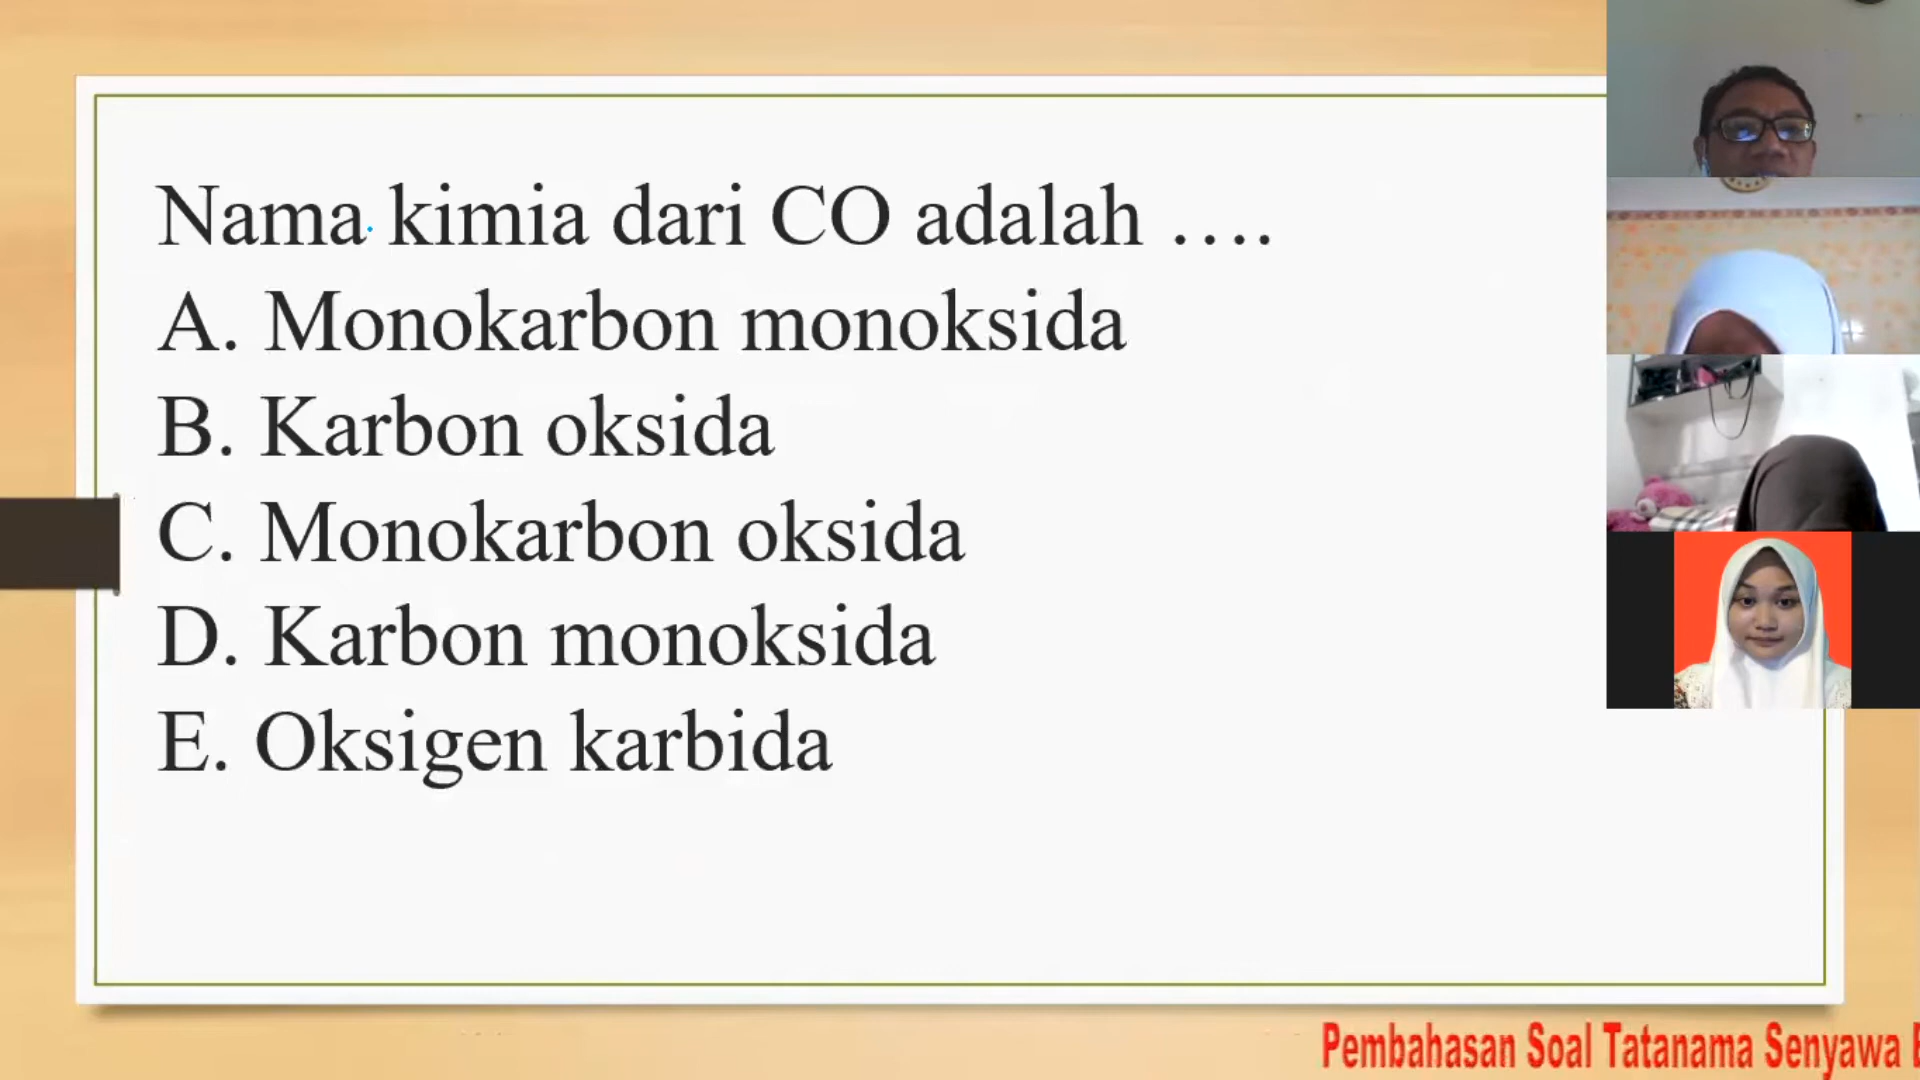 Nama kimia dari CO adalah ….
A. Monokarbon monoksida
B. Karbon oksida
C. Monokarbon oksida
D. Karbon monoksida
E. Oksigen karbida
Pembahasan Soal Tatanama Senyawa